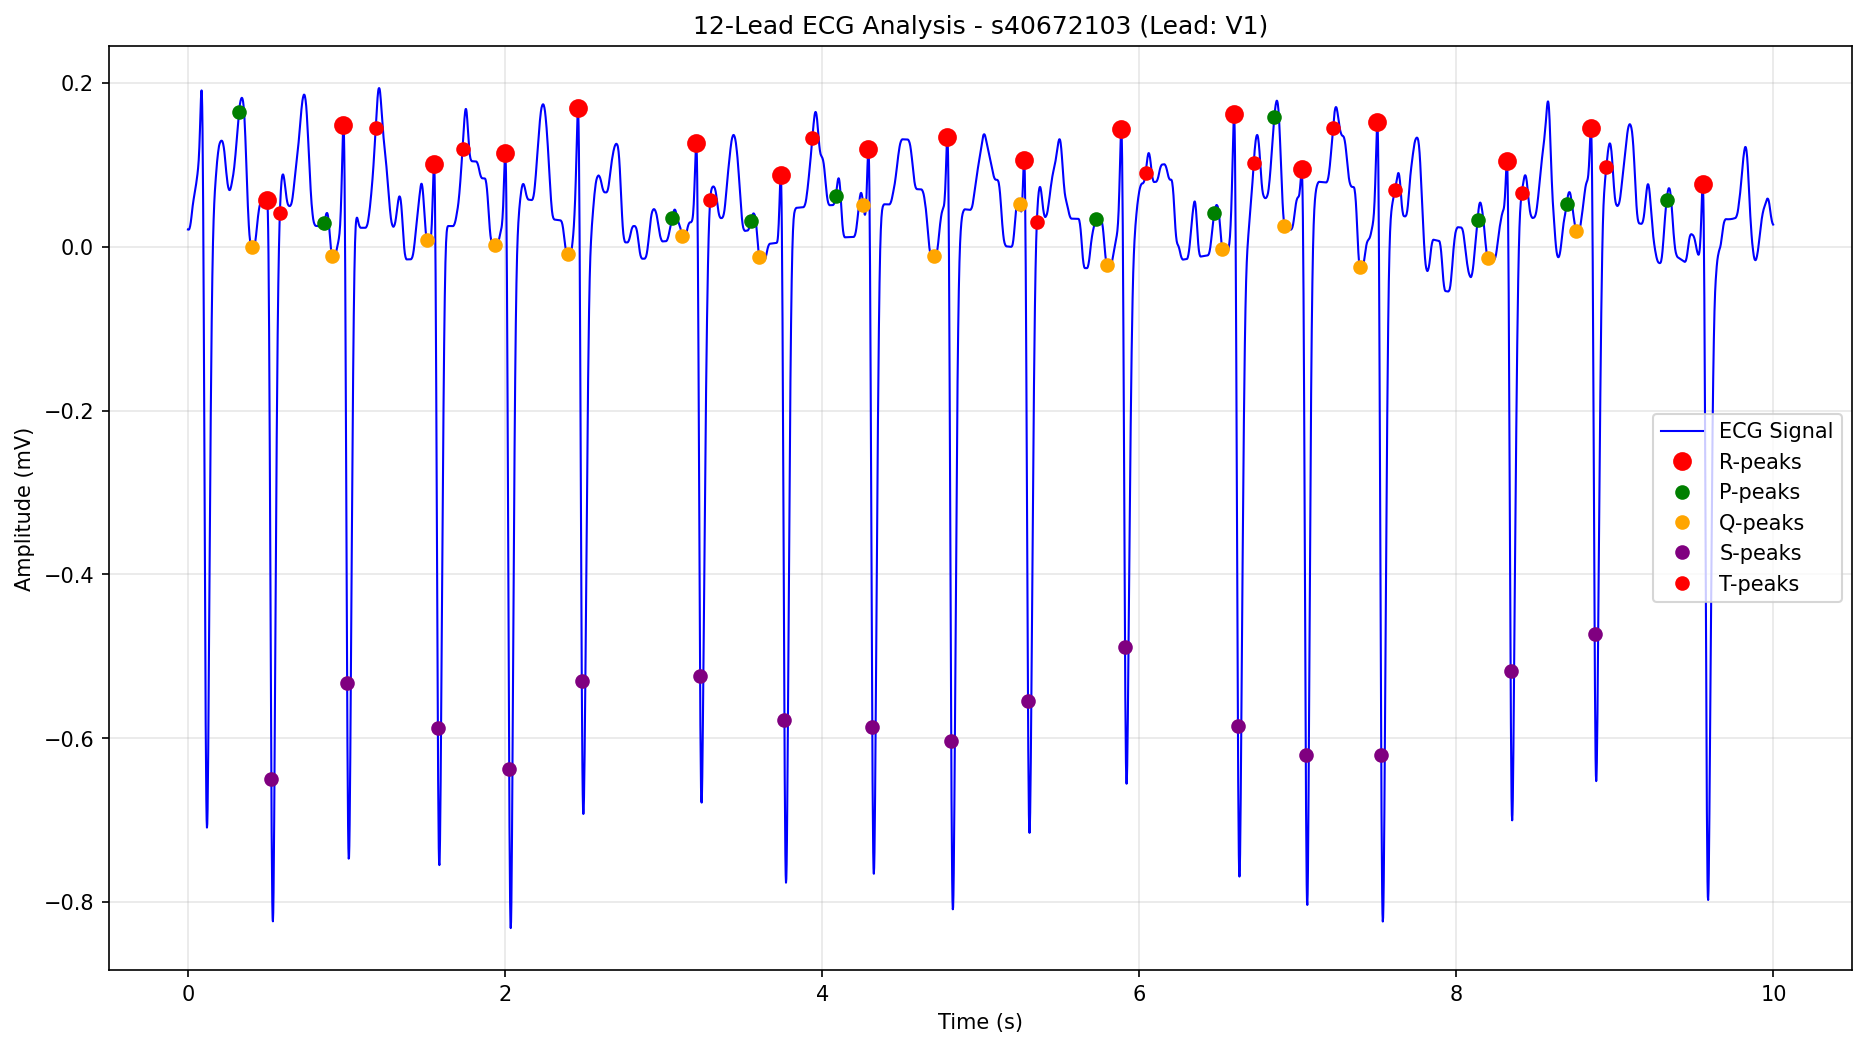 12-Lead ECG Analysis - s40672103 (Lead: V1)
0.2
0.0
−0.2
−0.4
−0.6
−0.8
Amplitude (mV)
ECG Signal
R-peaks
P-peaks
Q-peaks
S-peaks
T-peaks
0 2 4 6 8 10
Time (s)